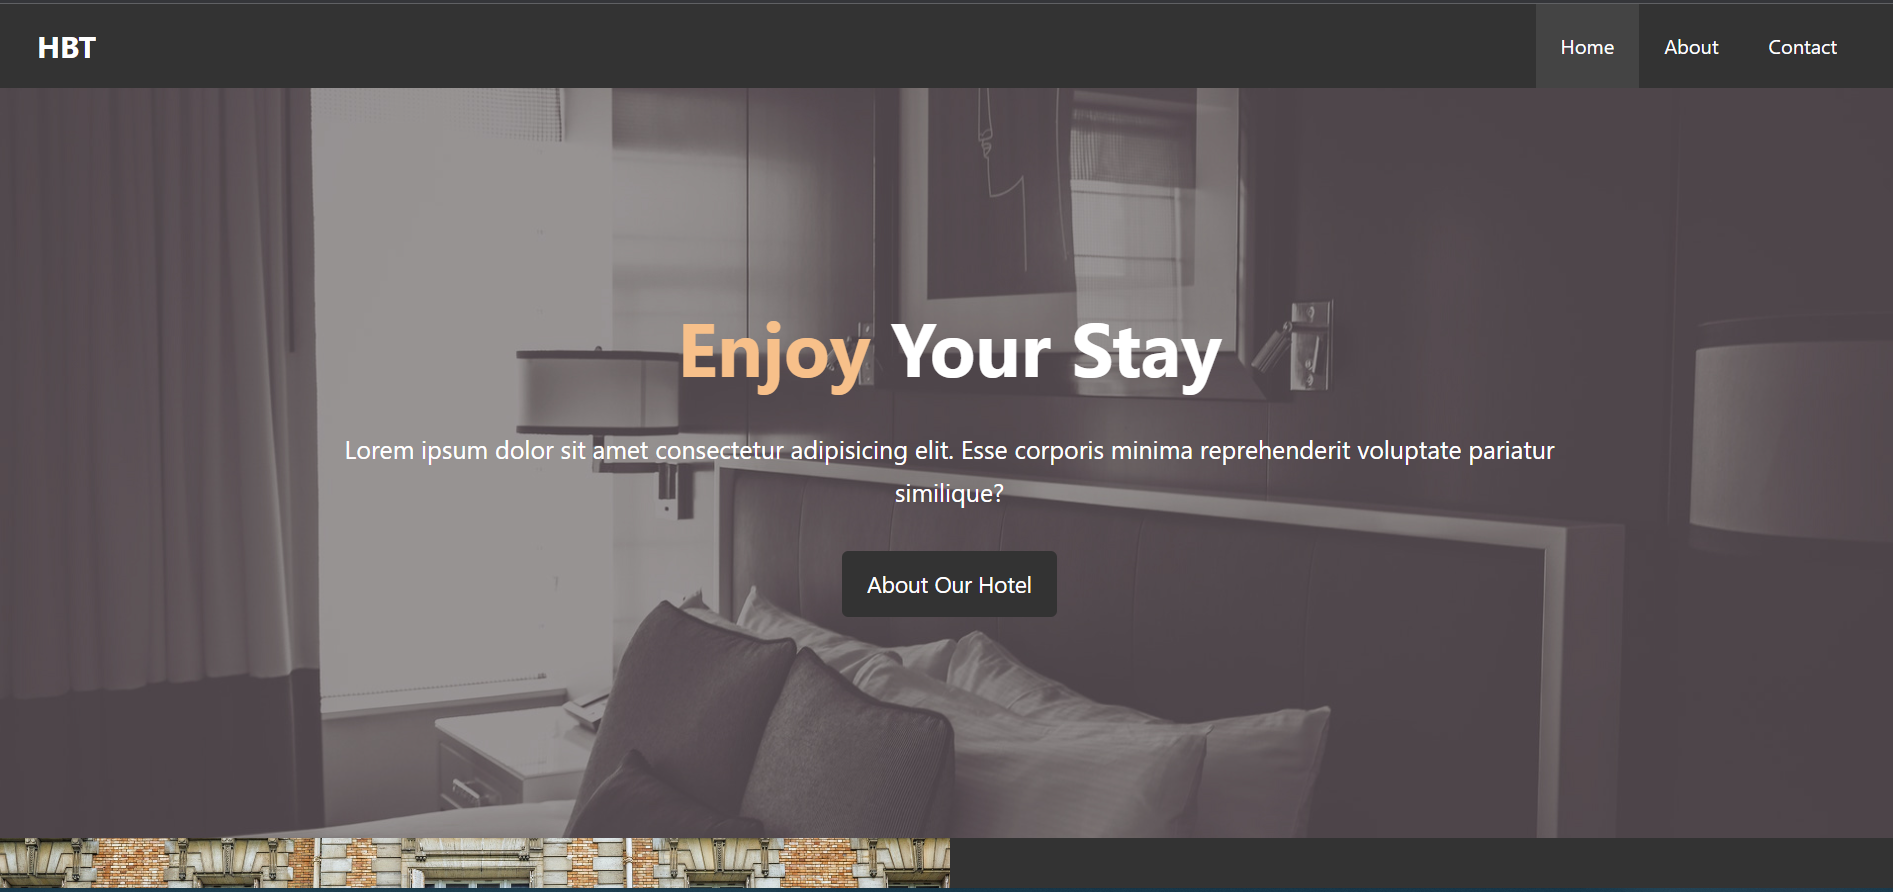 HBT
Home
About
Contact
Enjoy Your Stay
Lorem ipsum dolor sit amet consectetur adipisicing elit. Esse corporis minima reprehenderit voluptate pariatur
similique?
About Our Hotel